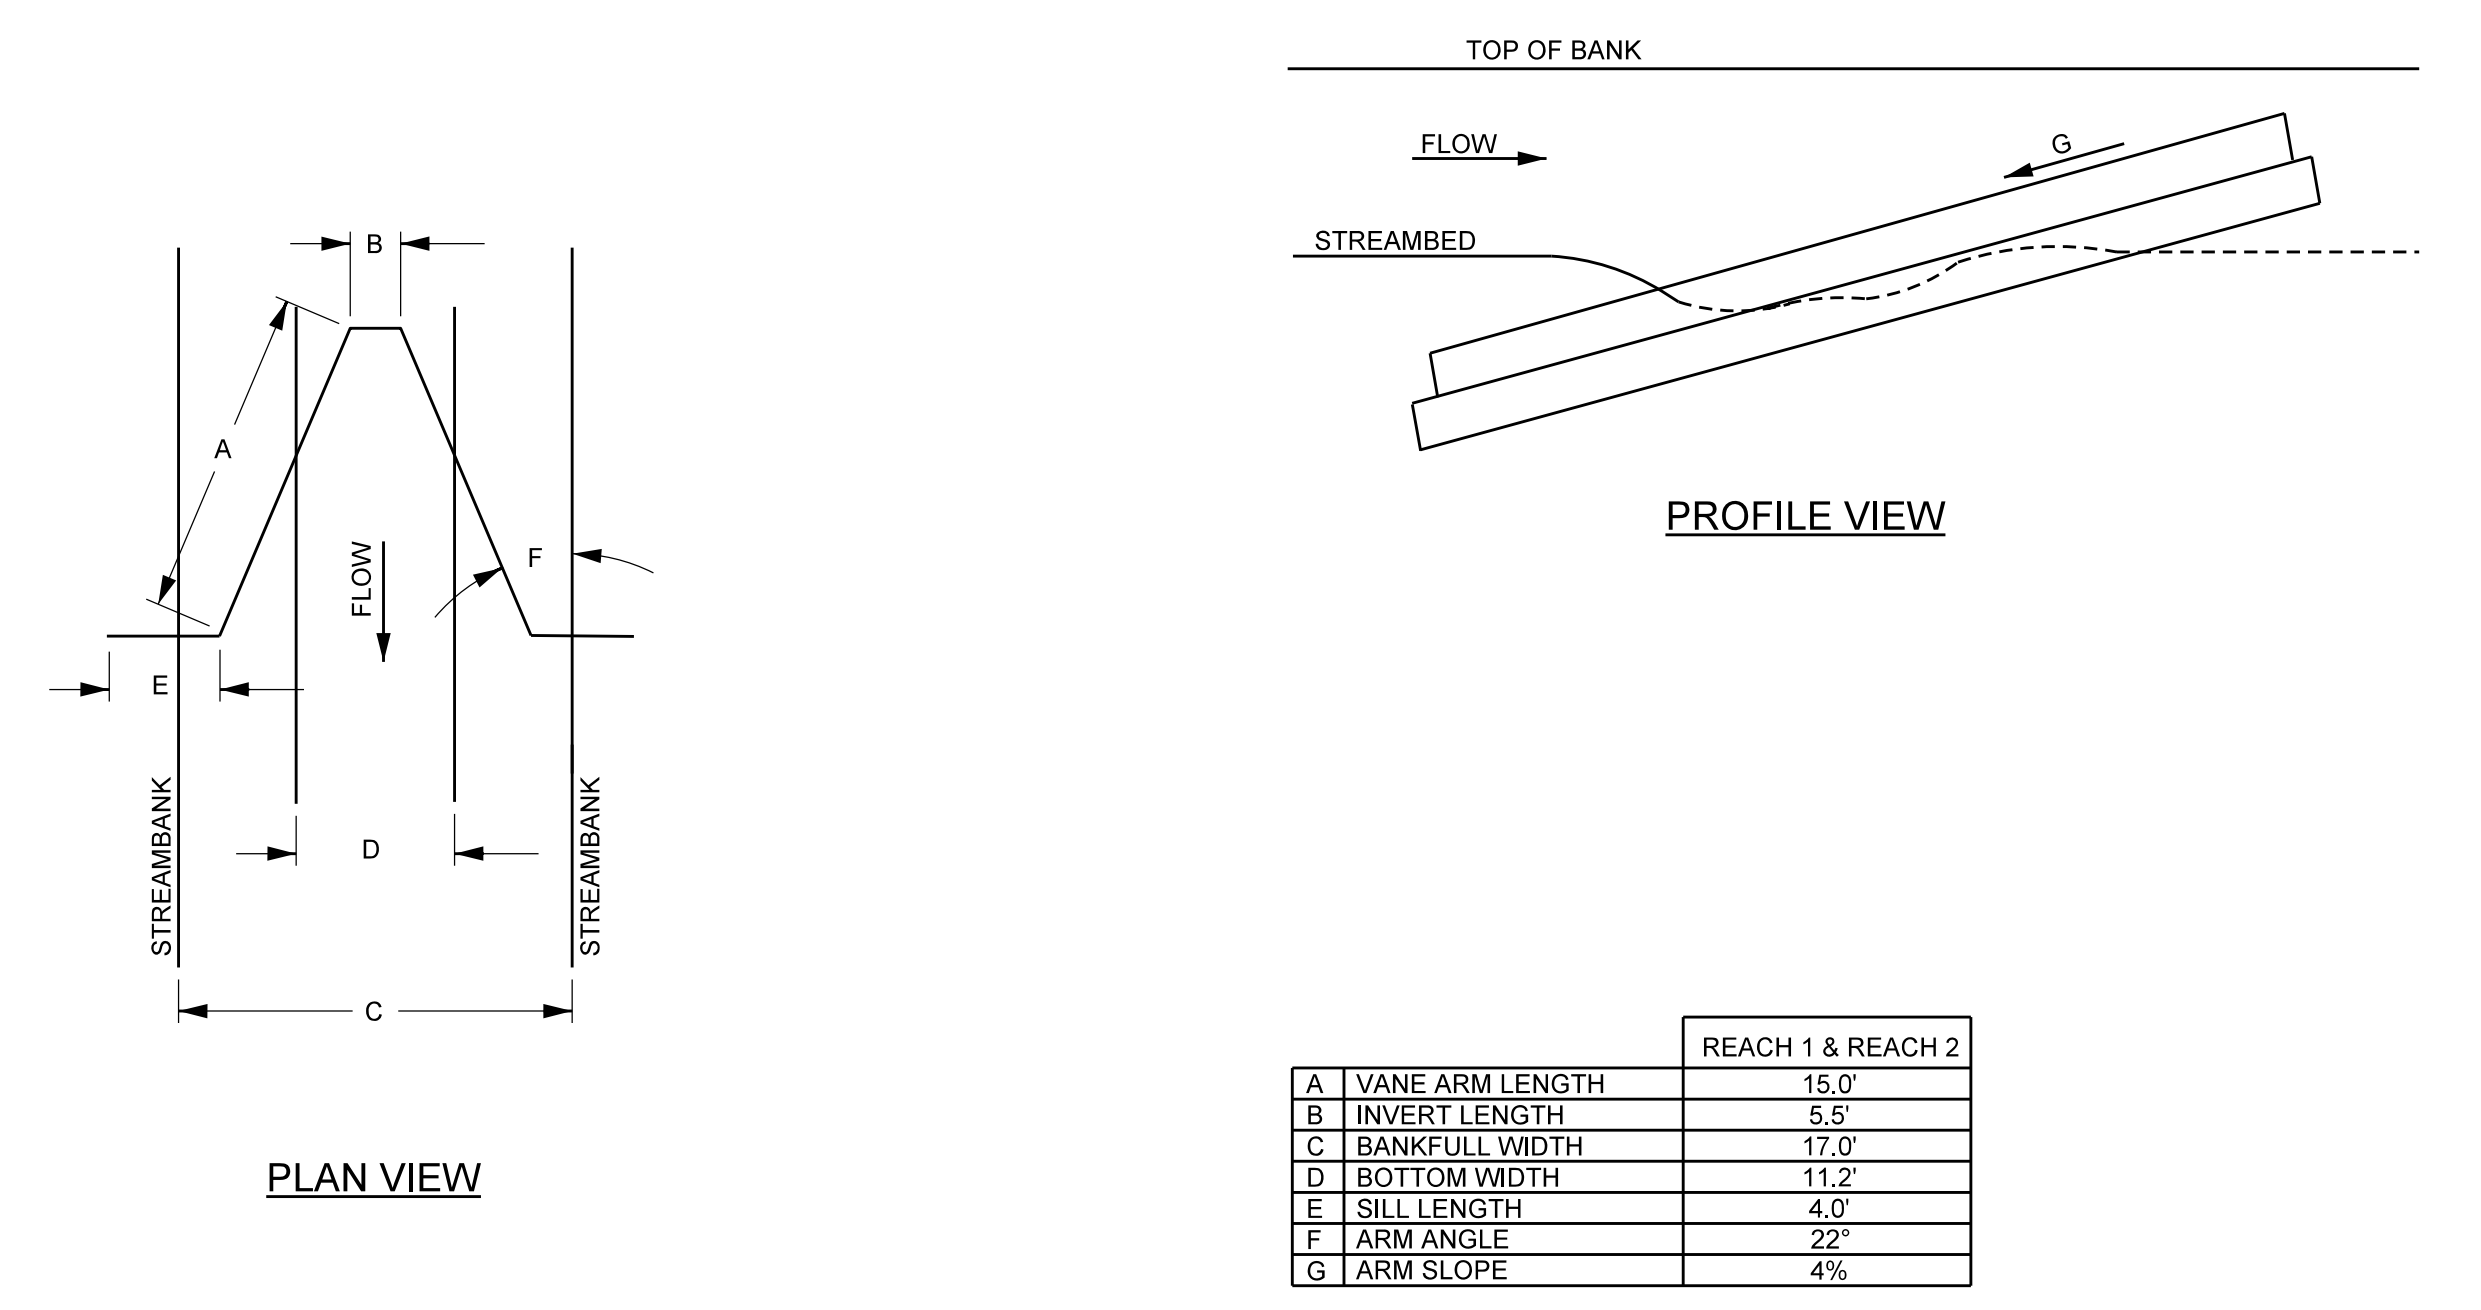 B
A
F
FLOW
E
STREAMBANK
STREAMBANK
D
C
PLAN VIEW
TOP OF BANK
FLOW
G
STREAMBED
PROFILE VIEW
REACH 1 & REACH 2
A VANE ARM LENGTH 15.0'
B INVERT LENGTH 5.5'
C BANKFULL WIDTH 17.0'
D BOTTOM WIDTH 11.2'
E SILL LENGTH 4.0'
F ARM ANGLE 22°
G ARM SLOPE 4%